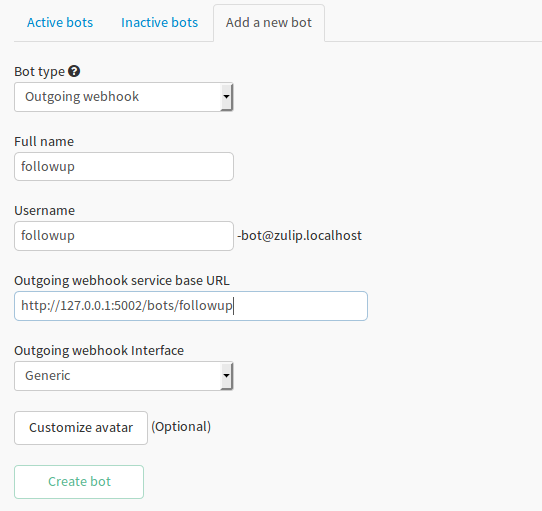 Active bots Inactive bots Add a new bot
Bot type ?
Outgoing webhook
Full name
followup
Username
followup -bot@zulip.localhost
Outgoing webhook service base URL
http://127.0.0.1:5002/bots/followup
Outgoing webhook Interface
Generic
Customize avatar (Optional)
Create bot